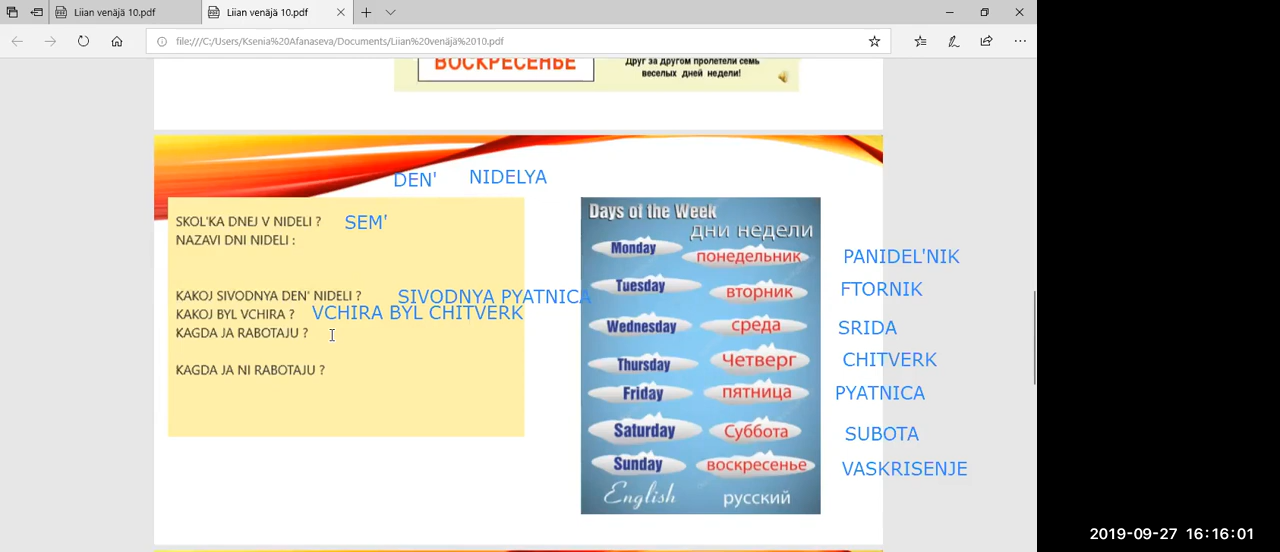 Liian venäjä 10.pdf
Liian venäjä 10.pdf
file:///C:/Users/Ksenia%20Afanaseva/Documents/Liian%20venäjä%2010.pdf
ВОСКРЕСЕНЬЕ
Друг за другом пролетели семь
веселых дней недели!
DEN' NIDELYA
SKOL'KA DNEJ V NIDELI ? SEM'
NAZAVI DNI NIDELI :
KAKOJ SIVODNYA DEN' NIDELI ? SIVODNYA PYATNICA
KAKOJ BYL VCHIRA ? VCHIRA BYL CHITVERK
KAGDA JA RABOTAJU ?
KAGDA JA NI RABOTAJU ?
Days of the Week
дни недели
Monday понедельник PANIDEL'NIK
Tuesday вторник FTORNIK
Wednesday среда SRIDA
Thursday Четверг CHITVERK
Friday пятница PYATNICA
Saturday Суббота SUBOTA
Sunday воскресенье VASKRISENJE
English русский
2019-09-27 16:16:01